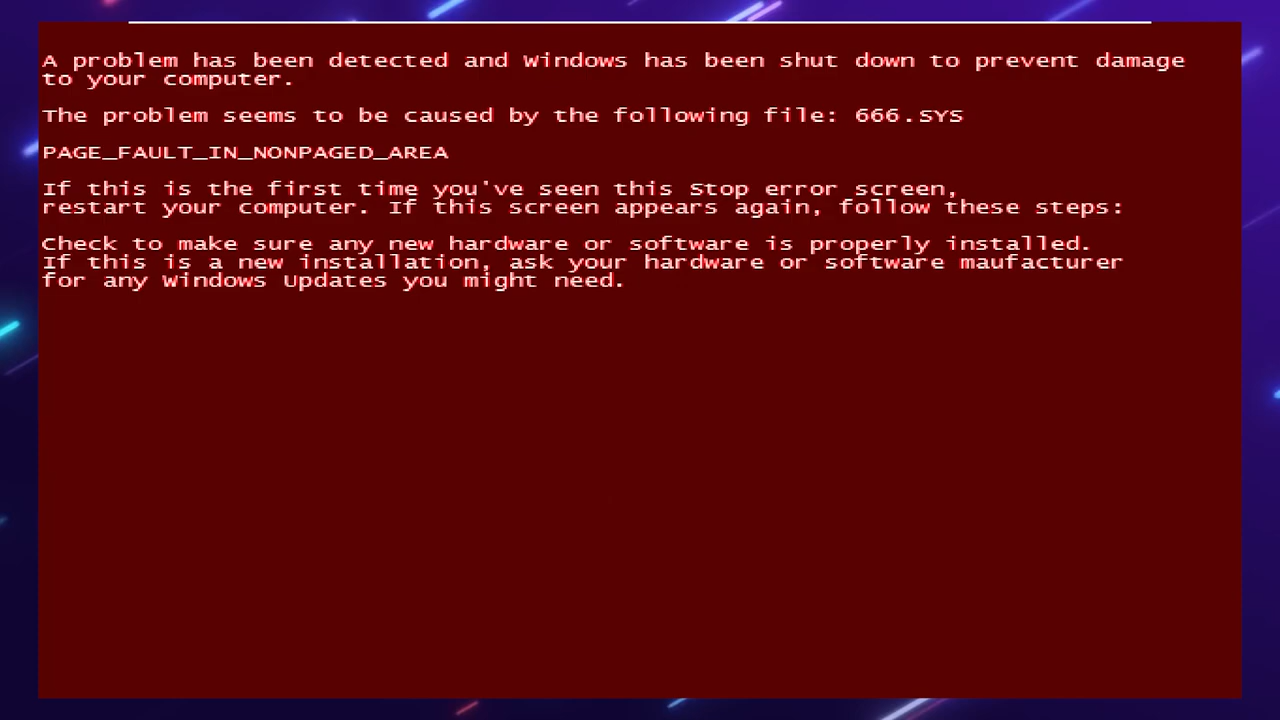 A problem has been detected and Windows has been shut down to prevent damage
to your computer.
The problem seems to be caused by the following file: 666.SYS
PAGE_FAULT_IN_NONPAGED_AREA
If this is the first time you've seen this Stop error screen,
restart your computer. If this screen appears again, follow these steps:
Check to make sure any new hardware or software is properly installed.
If this is a new installation, ask your hardware or software maufacturer
for any Windows Updates you might need.